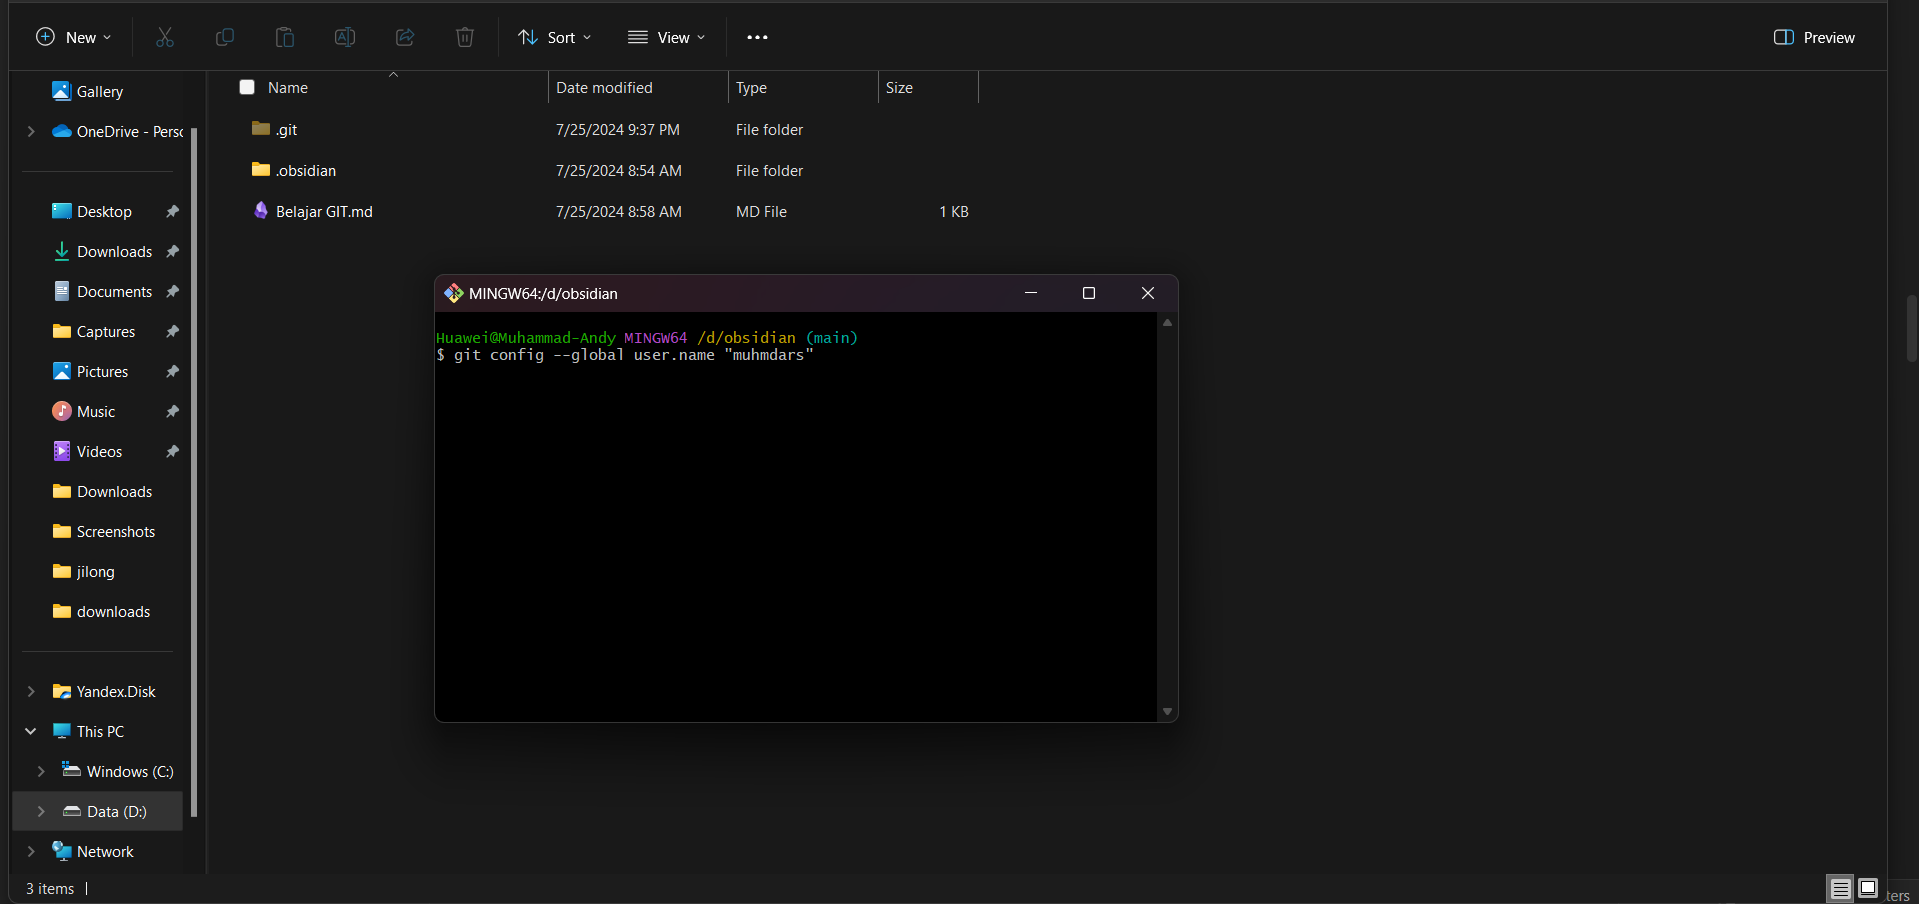 New Sort View ••• Preview
Name Date modified Type Size
.git 7/25/2024 9:37 PM File folder
.obsidian 7/25/2024 8:54 AM File folder
Belajar GIT.md 7/25/2024 8:58 AM MD File 1 KB
Gallery
OneDrive - Perso
Desktop
Downloads
Documents
Captures
Pictures
Music
Videos
Downloads
Screenshots
jilong
downloads
Yandex.Disk
This PC
Windows (C:)
Data (D:)
Network
MINGW64:/d/obsidian
Huawei@Muhammad-Andy MINGW64 /d/obsidian (main)
$ git config --global user.name "muhmdars"
3 items